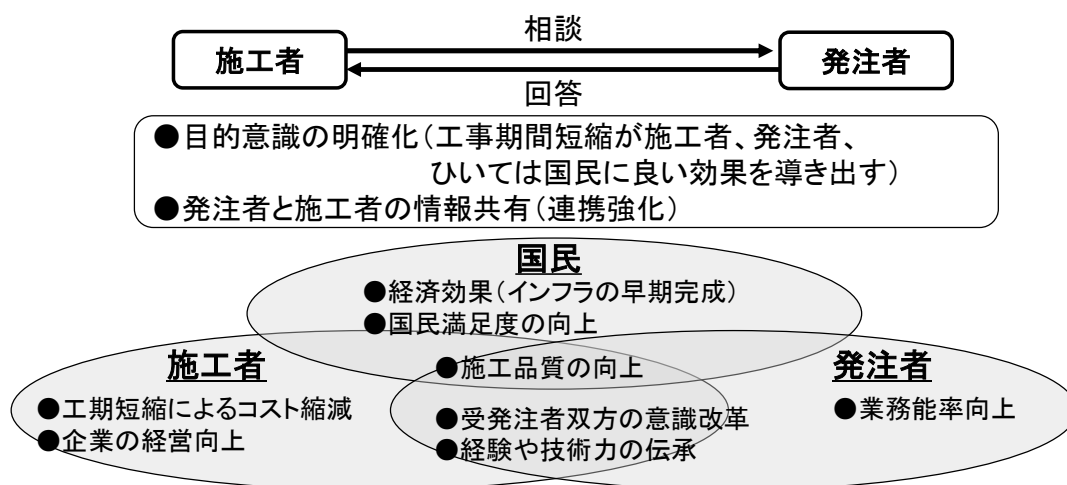 相談
施工者
発注者
回答
●目的意識の明確化（工事期間短縮が施工者、発注者、
ひいては国民に良い効果を導き出す）
●発注者と施工者の情報共有（連携強化）
国民
●経済効果（インフラの早期完成）
●国民満足度の向上
●施工品質の向上
施工者
●工期短縮によるコスト縮減
●企業の経営向上
●受発注者双方の意識改革
●経験や技術力の伝承
発注者
●業務能率向上